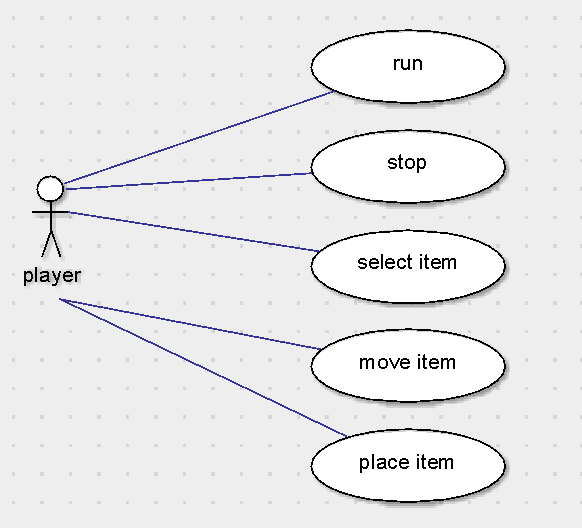 run
stop
select item
player
move item
place item